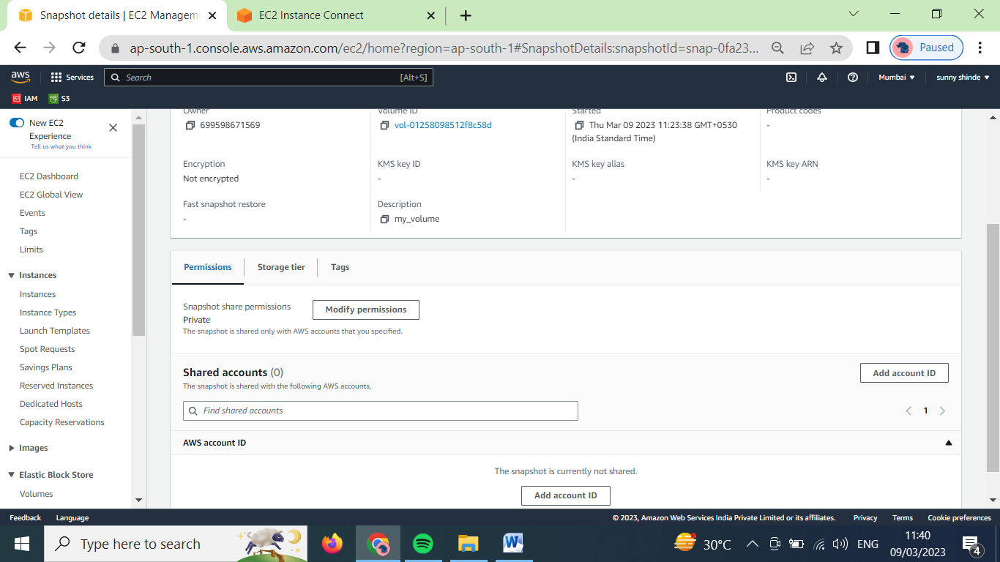 Snapshot details | EC2 Managem
EC2 Instance Connect
ap-south-1.console.aws.amazon.com/ec2/home?region=ap-south-1#SnapshotDetails:snapshotId=snap-0fa23...
Paused
aws
Services
Search
[Alt+S]
Mumbai
sunny shinde
IAM
S3
New EC2
Experience
Tell us what you think
EC2 Dashboard
EC2 Global View
Events
Tags
Limits
Instances
Instances
Instance Types
Launch Templates
Spot Requests
Savings Plans
Reserved Instances
Dedicated Hosts
Capacity Reservations
Images
Elastic Block Store
Volumes
Owner
699598671569
Volume ID
vol-01258098512f8c58d
Started
Thu Mar 09 2023 11:23:38 GMT+0530
(India Standard Time)
Product codes
-
Encryption
Not encrypted
KMS key ID
-
KMS key alias
-
KMS key ARN
-
Fast snapshot restore
-
Description
my_volume
Permissions
Storage tier
Tags
Snapshot share permissions
Private
Modify permissions
The snapshot is shared only with AWS accounts that you specified.
Shared accounts (0)
The snapshot is shared with the following AWS accounts.
Add account ID
Find shared accounts
1
AWS account ID
The snapshot is currently not shared.
Add account ID
Feedback
Language
© 2023, Amazon Web Services India Private Limited or its affiliates.
Privacy
Terms
Cookie preferences
Type here to search
30°C
ENG
11:40
09/03/2023
4